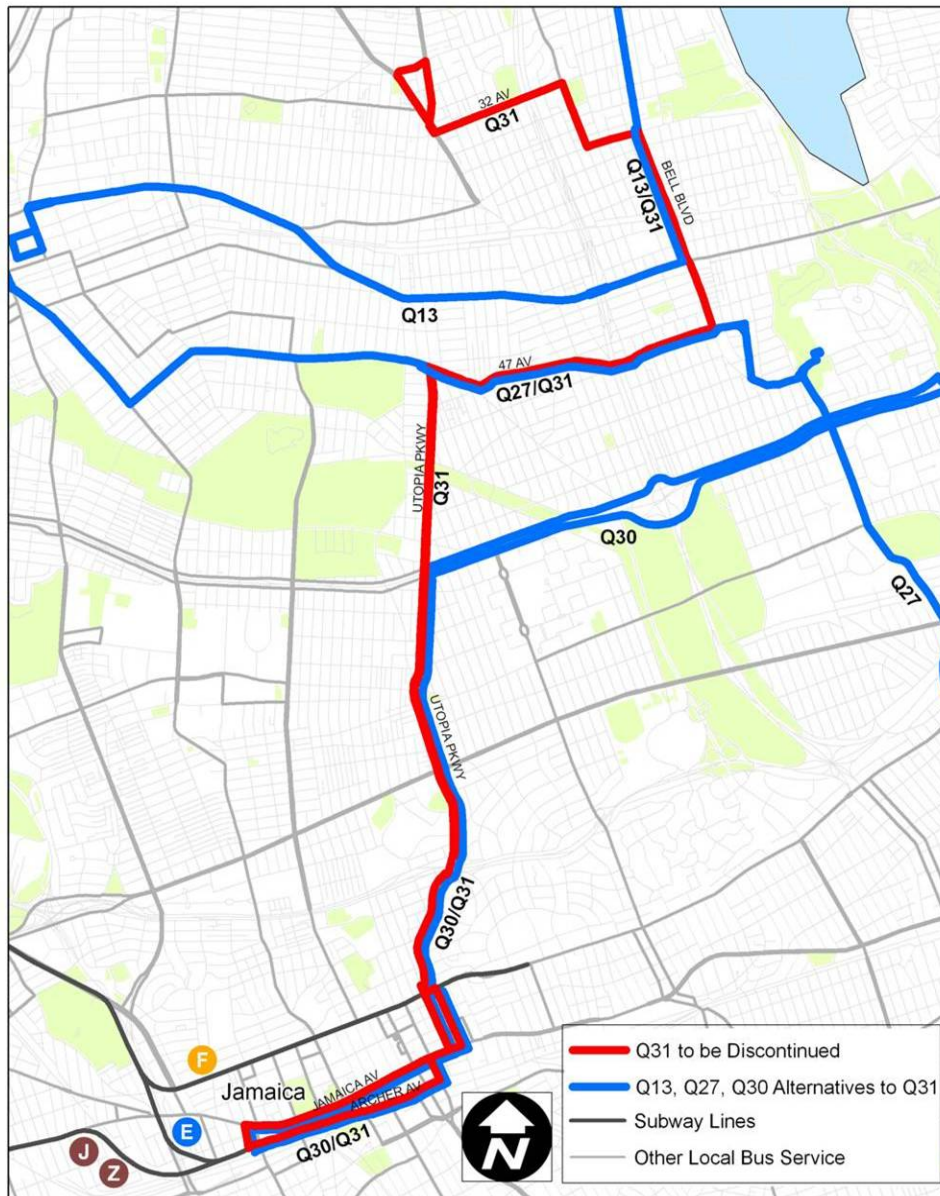 32 AV
Q31
Q13/Q31
BELL BLVD
Q13
47 AV
Q27/Q31
UTOPIA PKWY
Q31
Q30
Q27
UTOPIA PKWY
Q30/Q31
F
Jamaica
JAMAICA AV
ARCHER AV
E
Q30/Q31
J
Z
N
Q31 to be Discontinued
Q13, Q27, Q30 Alternatives to Q31
Subway Lines
Other Local Bus Service